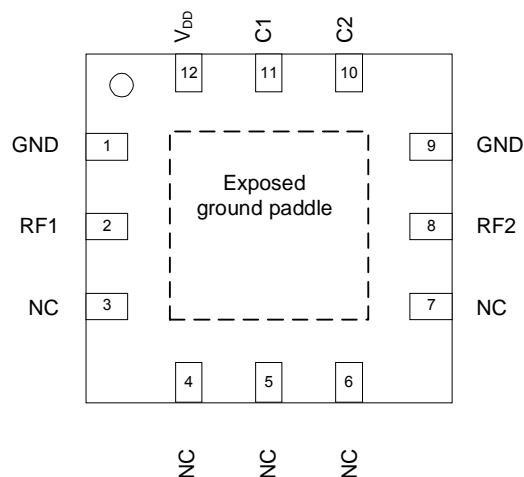 VDD C1 C2
12 11 10
GND 1 9 GND
Exposed
ground paddle
RF1 2 8 RF2
NC 3 7 NC
4 5 6
NC NC NC